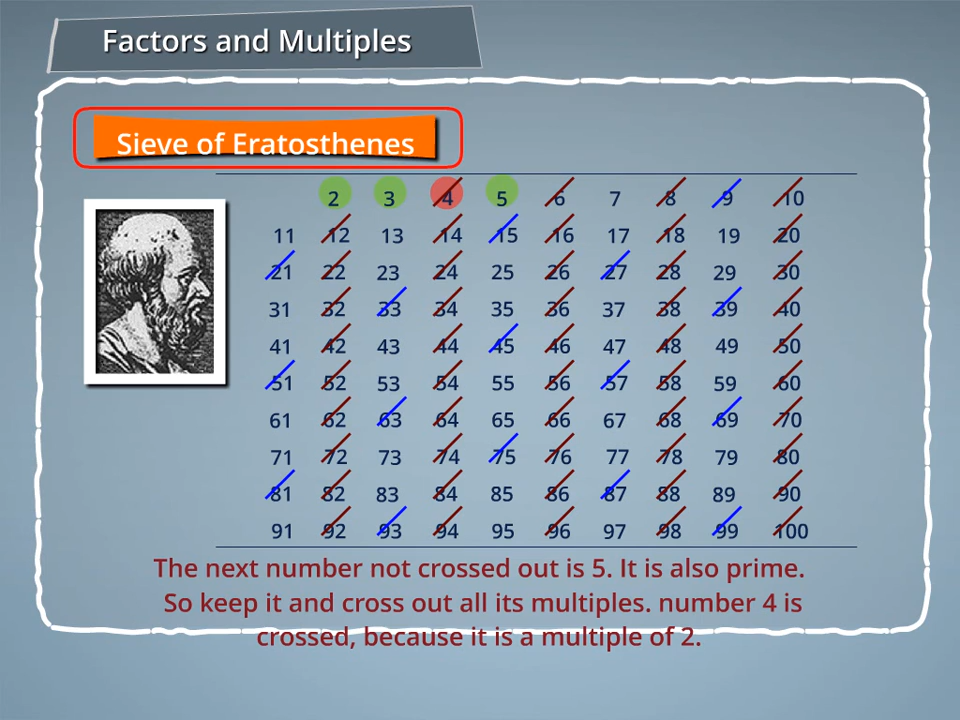 Factors and Multiples
Sieve of Eratosthenes
2 3 4 5 6 7 8 9 10
11 12 13 14 15 16 17 18 19 20
21 22 23 24 25 26 27 28 29 30
31 32 33 34 35 36 37 38 39 40
41 42 43 44 45 46 47 48 49 50
51 52 53 54 55 56 57 58 59 60
61 62 63 64 65 66 67 68 69 70
71 72 73 74 75 76 77 78 79 80
81 82 83 84 85 86 87 88 89 90
91 92 93 94 95 96 97 98 99 100
The next number not crossed out is 5. It is also prime.
So keep it and cross out all its multiples. number 4 is
crossed, because it is a multiple of 2.